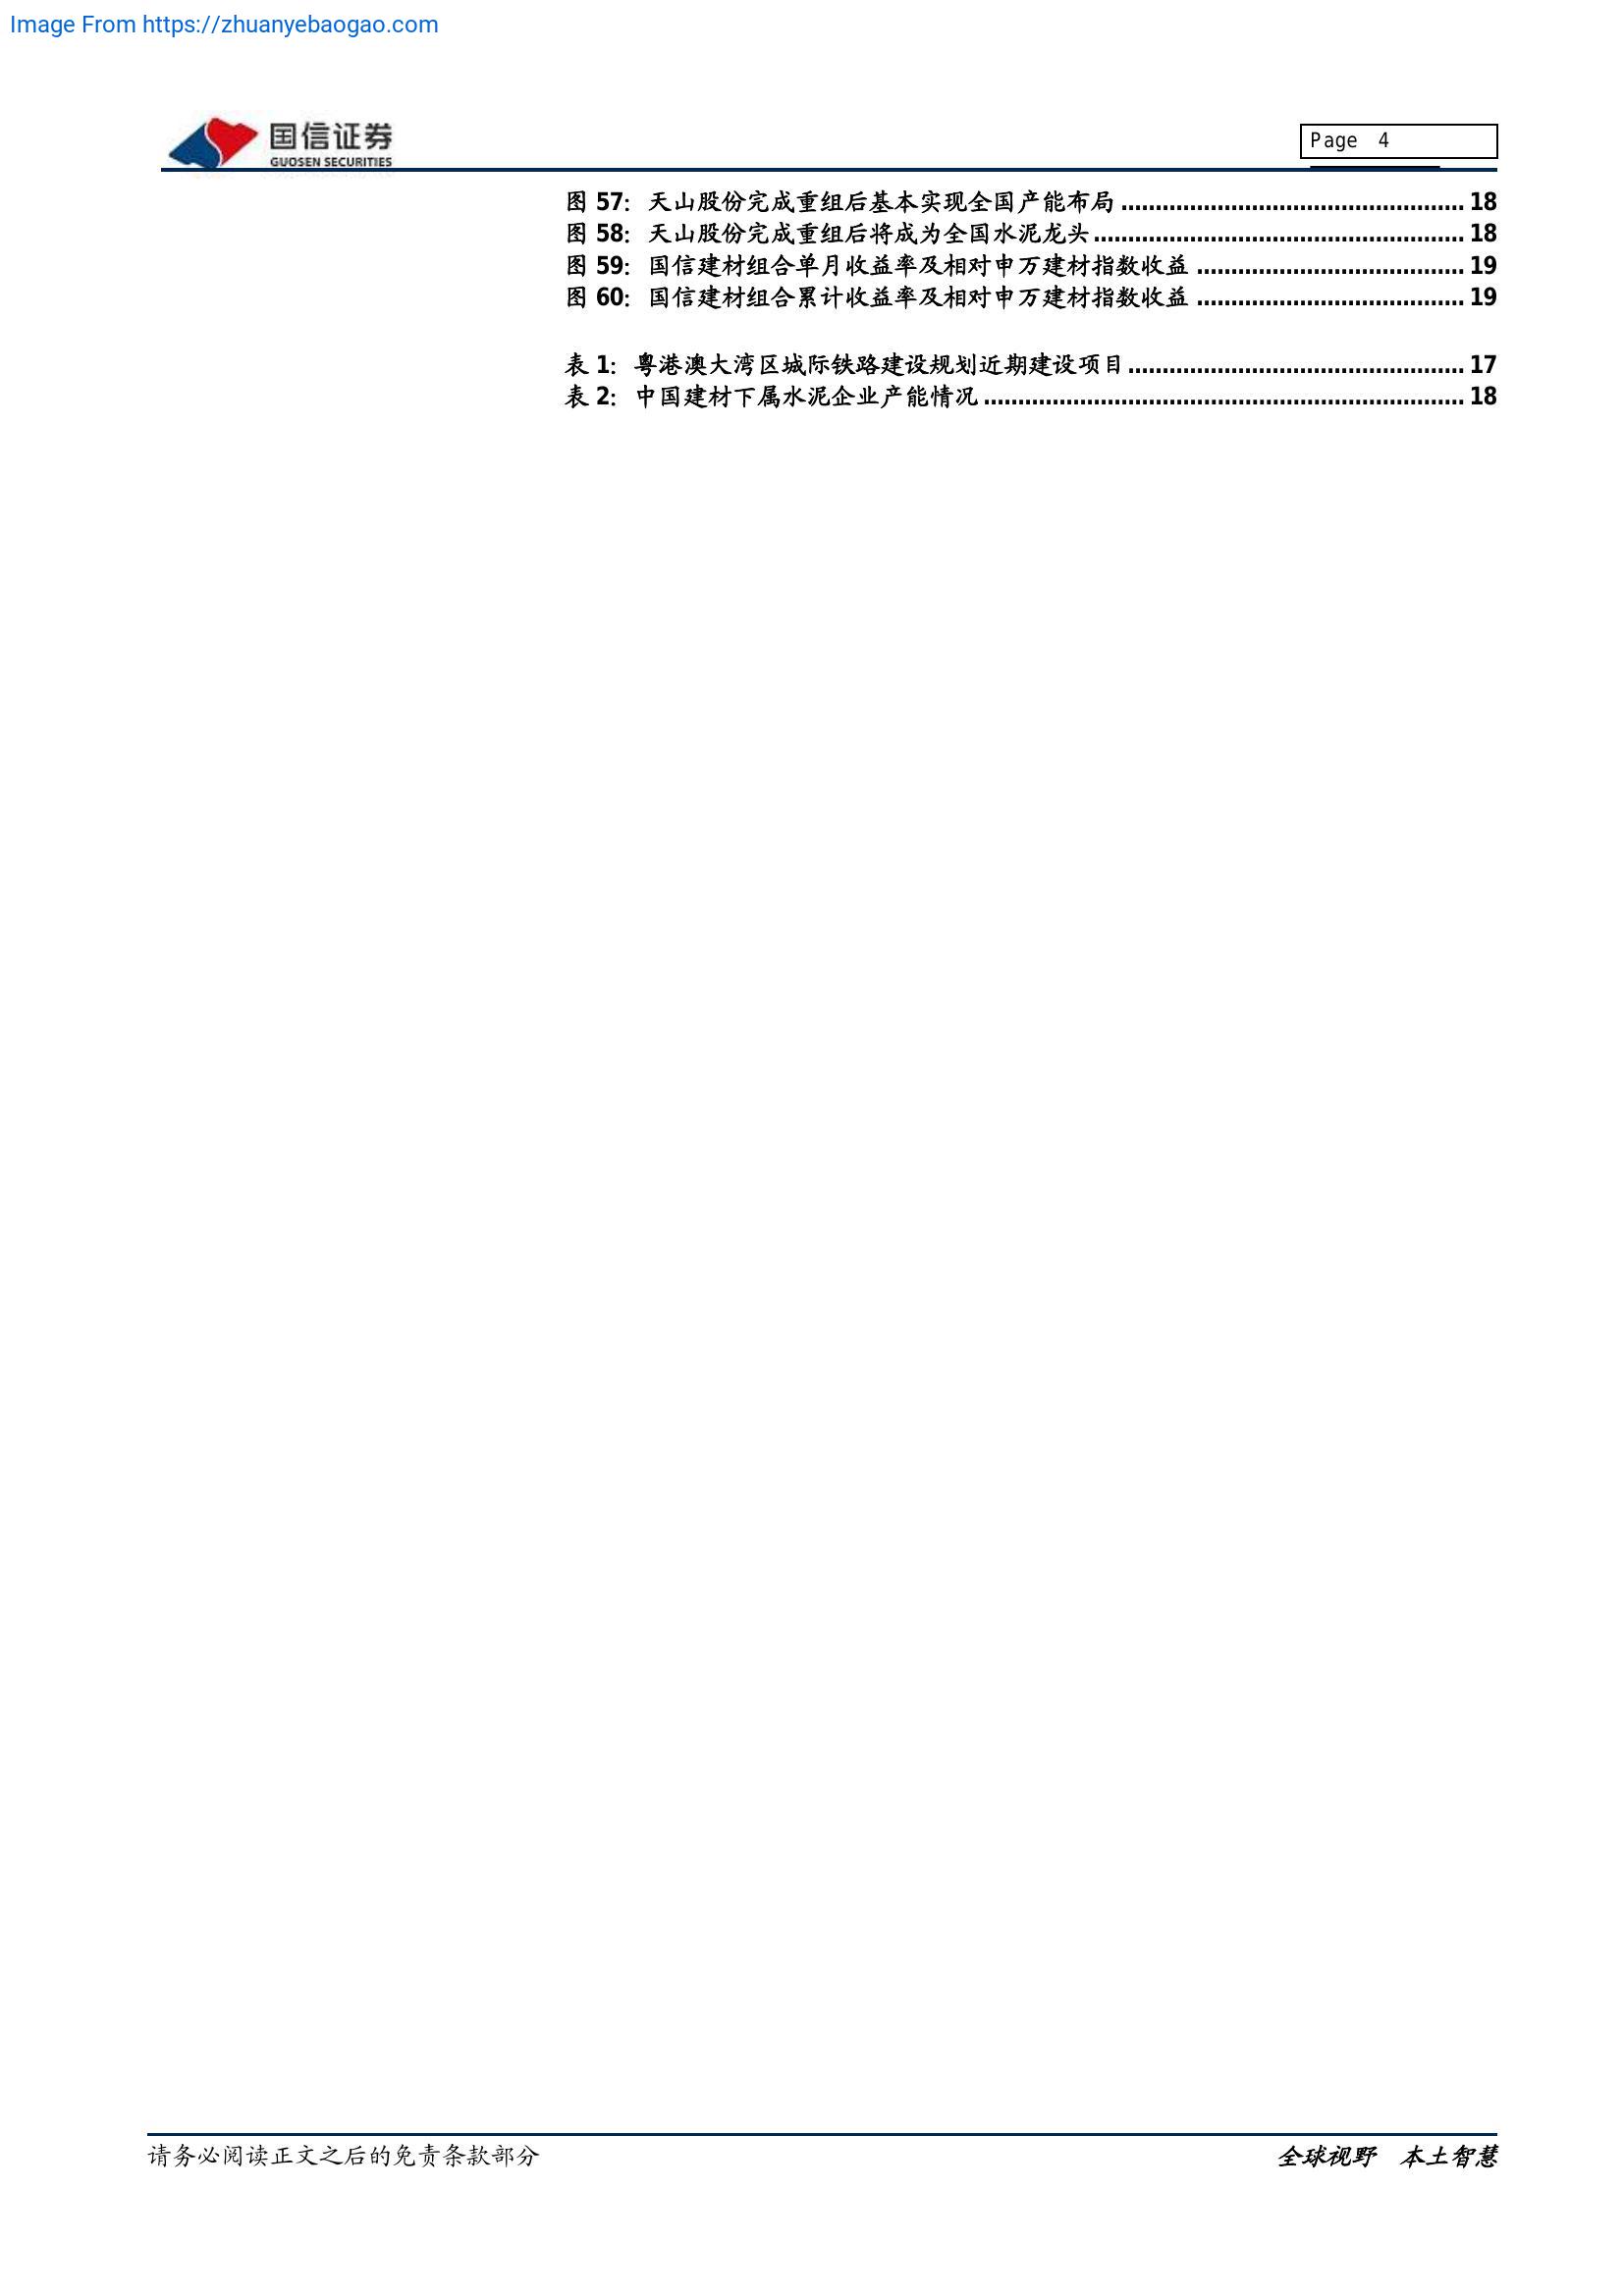 Image From https://zhuanyebaogao.com
国信证券
GUOSEN SECURITIES
Page 4
图 57：天山股份完成重组后基本实现全国产能布局 .................................................. 18
图 58：天山股份完成重组后将成为全国水泥龙头 ...................................................... 18
图 59：国信建材组合单月收益率及相对申万建材指数收益 ....................................... 19
图 60：国信建材组合累计收益率及相对申万建材指数收益 ....................................... 19
表 1：粤港澳大湾区城际铁路建设规划近期建设项目 ................................................. 17
表 2：中国建材下属水泥企业产能情况 ...................................................................... 18
请务必阅读正文之后的免责条款部分
全球视野 本土智慧